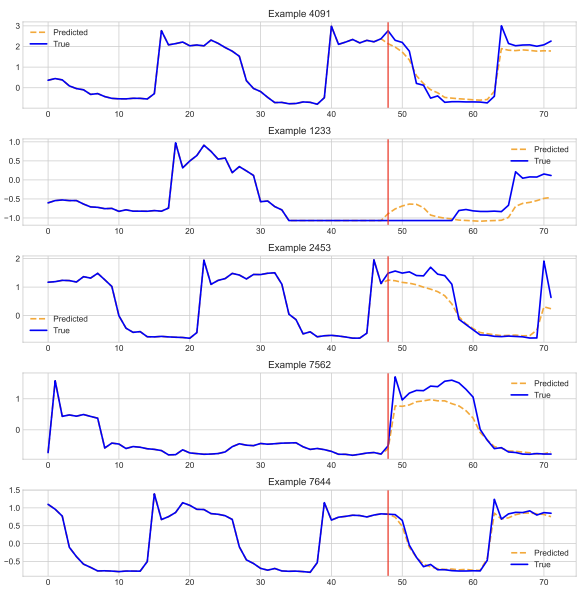 Example 4091
3
2
1
0
Predicted
True
0 10 20 30 40 50 60 70
Example 1233
1.0
0.5
0.0
−0.5
−1.0
Predicted
True
0 10 20 30 40 50 60 70
Example 2453
2
1
0
Predicted
True
0 10 20 30 40 50 60 70
Example 7562
1
0
Predicted
True
0 10 20 30 40 50 60 70
Example 7644
1.5
1.0
0.5
0.0
−0.5
Predicted
True
0 10 20 30 40 50 60 70